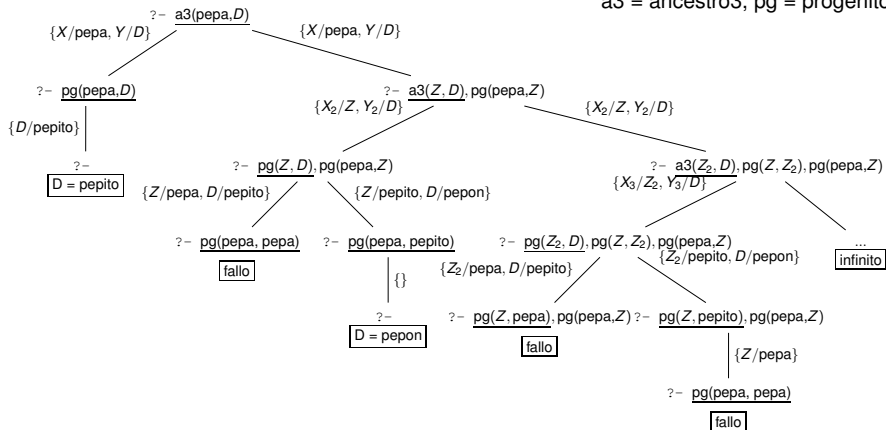 a3 = ancestro3, pg = progenito
?- a3(pepa,D)
{X/pepa, Y/D} {X/pepa, Y/D}
?- pg(pepa,D) ?- a3(Z,D),pg(pepa,Z)
{X₂/Z, Y₂/D} {X₂/Z, Y₂/D}
{D/pepito}
?- ?- pg(Z,D),pg(pepa,Z) ?- a3(Z₂,D),pg(Z,Z₂),pg(pepa,Z)
D = pepito
{Z/pepa, D/pepito} {Z/pepito, D/pepon} {X₃/Z₂, Y₃/D}
?- pg(pepa, pepa) ?- pg(pepa, pepito) ?- pg(Z₂,D),pg(Z,Z₂),pg(pepa,Z) ...
fallo {Z₂/pepa, D/pepito} {Z₂/pepito, D/pepon} infinito
{}
?- ?- pg(Z,pepa),pg(pepa,Z) ?- pg(Z,pepito),pg(pepa,Z)
D = pepon fallo
{Z/pepa}
?- pg(pepa, pepa)
fallo